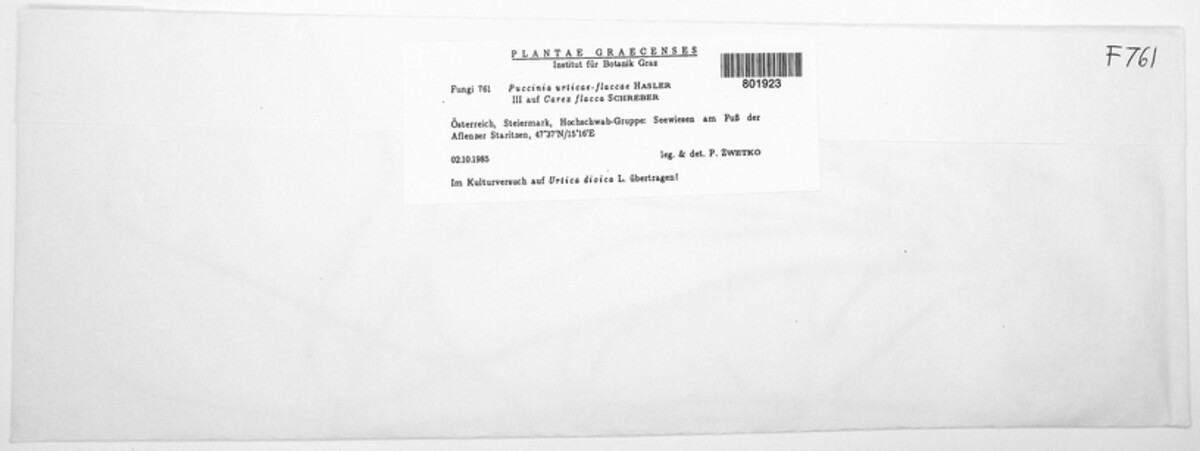 PLANTAE GRAECENSES
Institut für Botanik Graz
F761
801923
Fungi 761 Puccinia urticae-flaccae HASLER
III auf Carex flacca SCHREBER
Österreich, Steiermark, Hochschwab-Gruppe: Seewiesen am Fuß der
Aflenzer Staritzen, 47°37'N/15°16'E
02.10.1985 leg. & det. P. ZWETKO
Im Kulturversuch auf Urtica dioica L. übertragen!